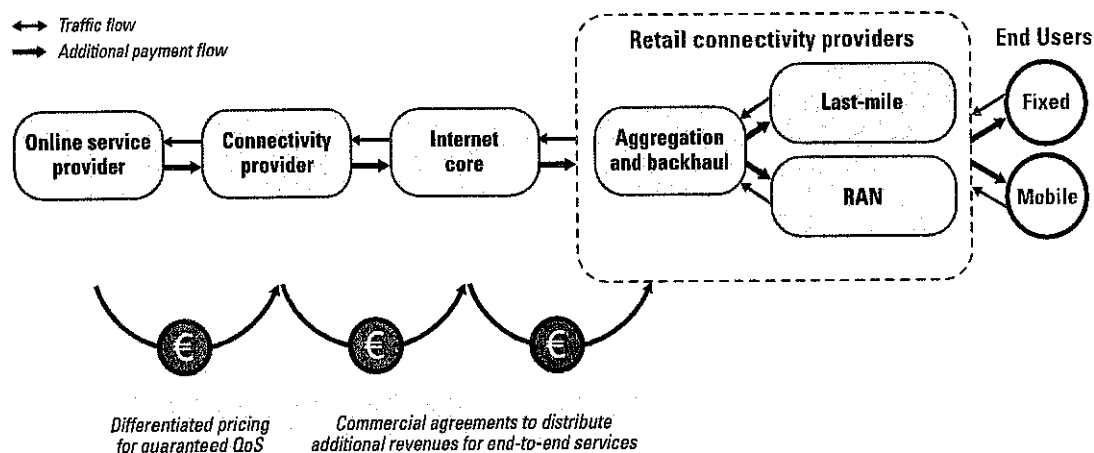 Traffic flow
Additional payment flow
Retail connectivity providers
End Users
Online service
provider
Connectivity
provider
Internet
core
Aggregation
and backhaul
Last-mile
RAN
Fixed
Mobile
€
€
€
Differentiated pricing
for guaranteed QoS
Commercial agreements to distribute
additional revenues for end-to-end services